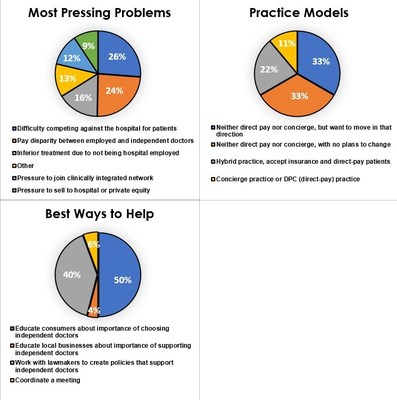 Most Pressing Problems
9%
26%
12%
13%
24%
16%
Difficulty competing against the hospital for patients
Pay disparity between employed and independent doctors
Inferior treatment due to not being hospital employed
Other
Pressure to join clinically integrated network
Pressure to sell to hospital or private equity
Practice Models
11%
33%
22%
33%
Neither direct pay nor concierge, but want to move in that
direction
Neither direct pay nor concierge, with no plans to change
Hybrid practice, accept insurance and direct-pay patients
Concierge practice or DPC (direct-pay) practice
Best Ways to Help
6%
40%
50%
4%
Educate consumers about importance of choosing
independent doctors
Educate local businesses about importance of supporting
independent doctors
Work with lawmakers to create policies that support
independent doctors
Coordinate a meeting